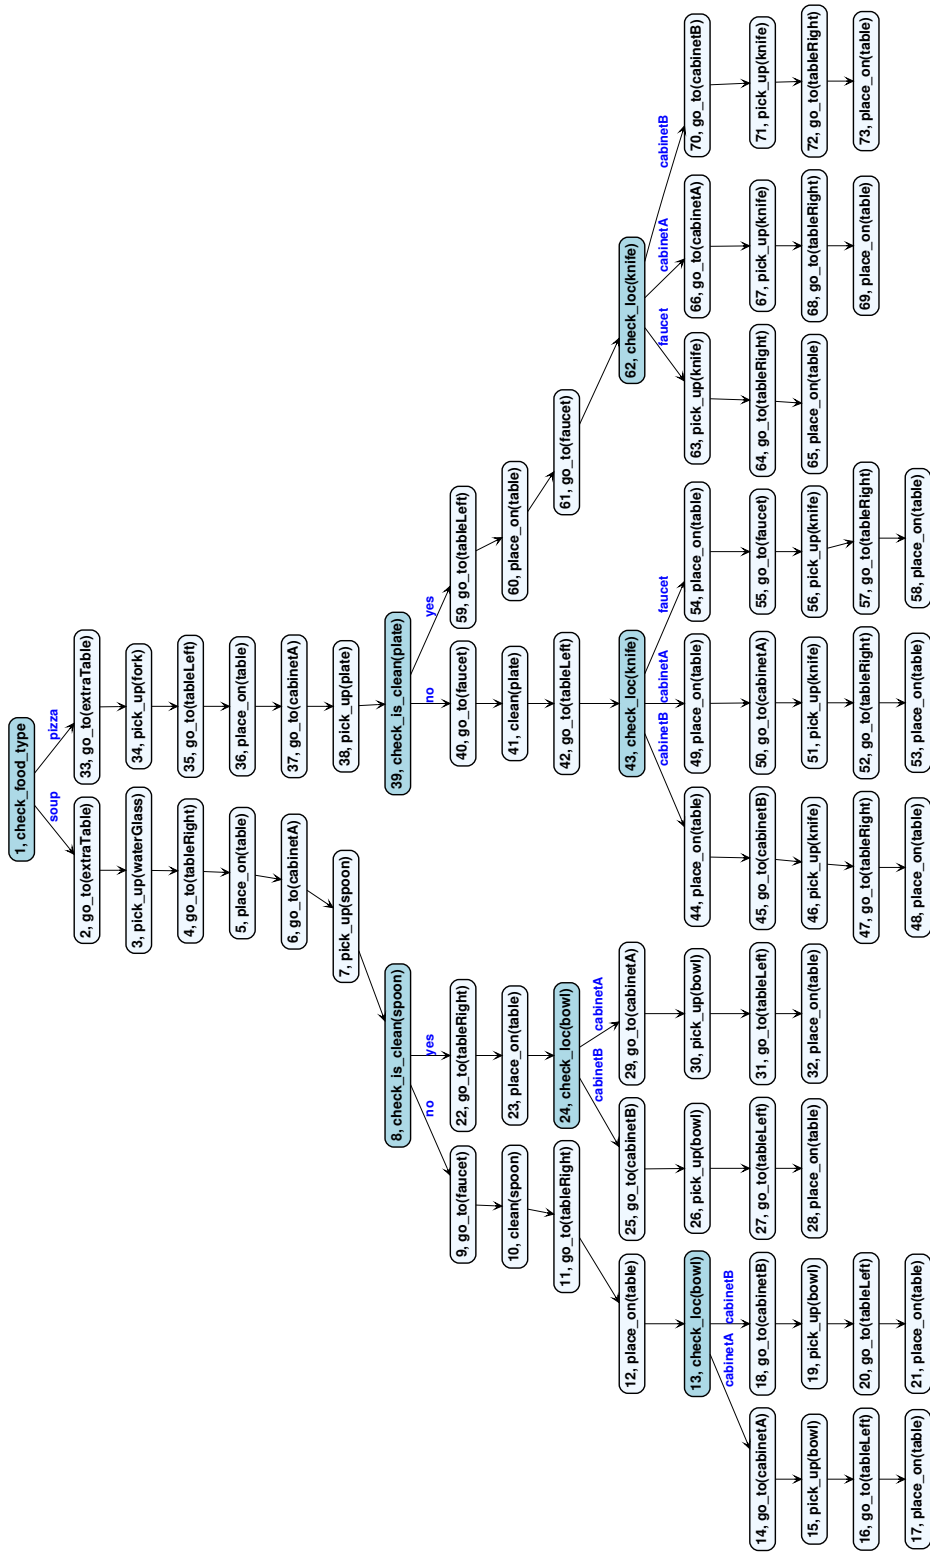 1, check_food_type
soup
pizza
2, go_to(extraTable)
3, pick_up(waterGlass)
4, go_to(tableRight)
5, place_on(table)
6, go_to(cabinetA)
7, pick_up(spoon)
8, check_is_clean(spoon)
no
yes
9, go_to(faucet)
10, clean(spoon)
11, go_to(tableRight)
12, place_on(table)
13, check_loc(bowl)
cabinetA
cabinetB
14, go_to(cabinetA)
15, pick_up(bowl)
16, go_to(tableLeft)
17, place_on(table)
18, go_to(cabinetB)
19, pick_up(bowl)
20, go_to(tableLeft)
21, place_on(table)
22, go_to(tableRight)
23, place_on(table)
24, check_loc(bowl)
cabinetB
cabinetA
25, go_to(cabinetB)
26, pick_up(bowl)
27, go_to(tableLeft)
28, place_on(table)
29, go_to(cabinetA)
30, pick_up(bowl)
31, go_to(tableLeft)
32, place_on(table)
33, go_to(extraTable)
34, pick_up(fork)
35, go_to(tableLeft)
36, place_on(table)
37, go_to(cabinetA)
38, pick_up(plate)
39, check_is_clean(plate)
no
yes
40, go_to(faucet)
41, clean(plate)
42, go_to(tableLeft)
43, check_loc(knife)
cabinetB
cabinetA
faucet
44, place_on(table)
45, go_to(cabinetB)
46, pick_up(knife)
47, go_to(tableRight)
48, place_on(table)
49, place_on(table)
50, go_to(cabinetA)
51, pick_up(knife)
52, go_to(tableRight)
53, place_on(table)
54, place_on(table)
55, go_to(faucet)
56, pick_up(knife)
57, go_to(tableRight)
58, place_on(table)
59, go_to(tableLeft)
60, place_on(table)
61, go_to(faucet)
62, check_loc(knife)
faucet
cabinetA
cabinetB
63, pick_up(knife)
64, go_to(tableRight)
65, place_on(table)
66, go_to(cabinetA)
67, pick_up(knife)
68, go_to(tableRight)
69, place_on(table)
70, go_to(cabinetB)
71, pick_up(knife)
72, go_to(tableRight)
73, place_on(table)